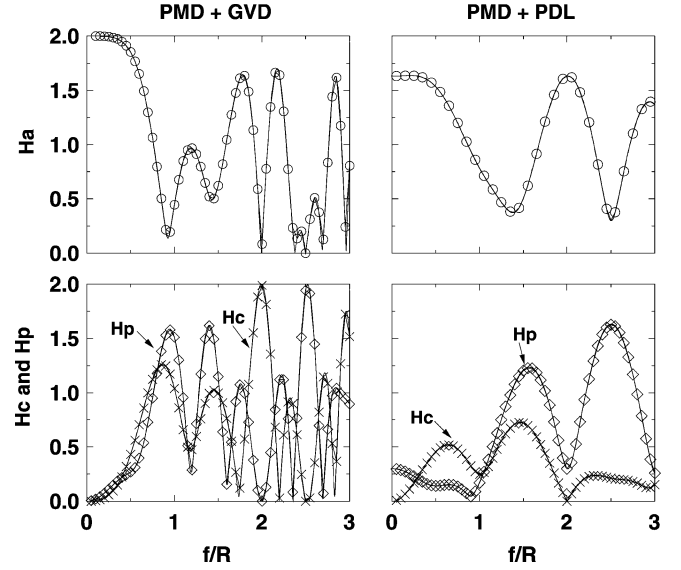 PMD + GVD
PMD + PDL
Ha
2.0
1.5
1.0
0.5
0.0
Hc and Hp
2.0
1.5
1.0
0.5
0.0
Hp
Hc
Hp
Hc
0 1 2 3
0 1 2 3
f/R
f/R